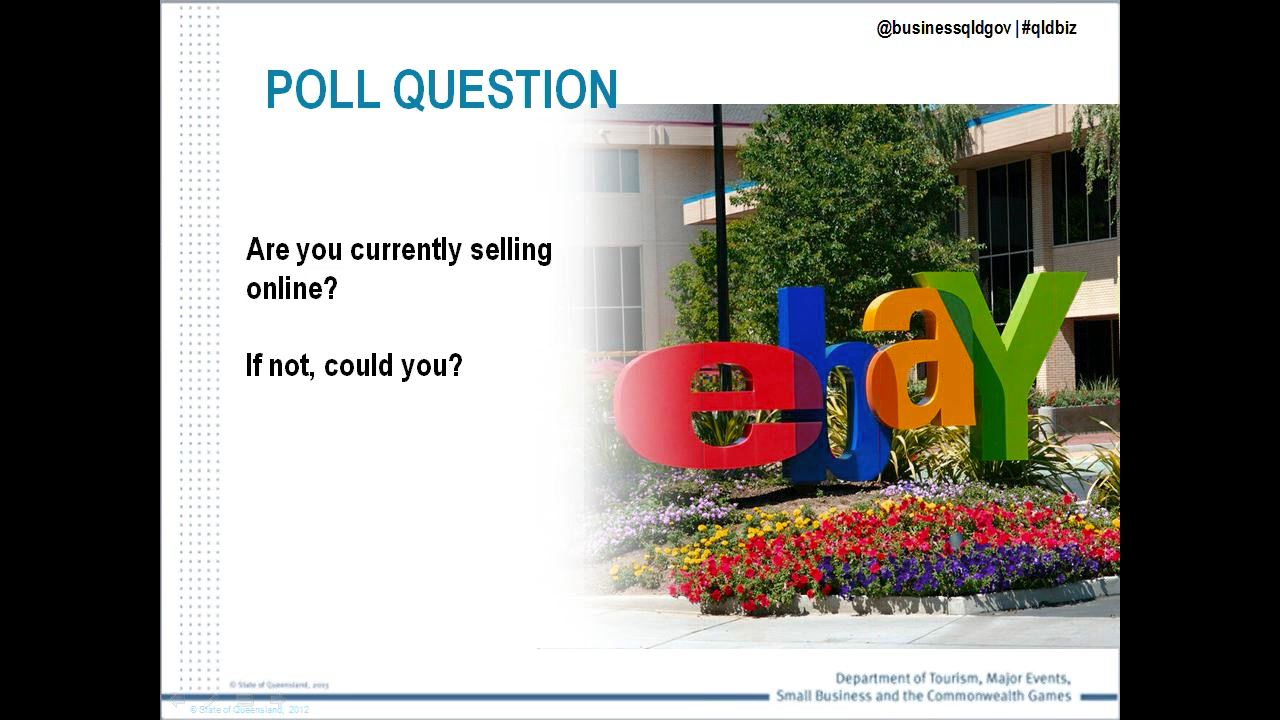 @businessqldgov | #qldbiz
POLL QUESTION
Are you currently selling
online?
If not, could you?
ebaY
© State of Queensland, 2013
Department of Tourism, Major Events,
Small Business and the Commonwealth Games
© State of Queensland, 2012